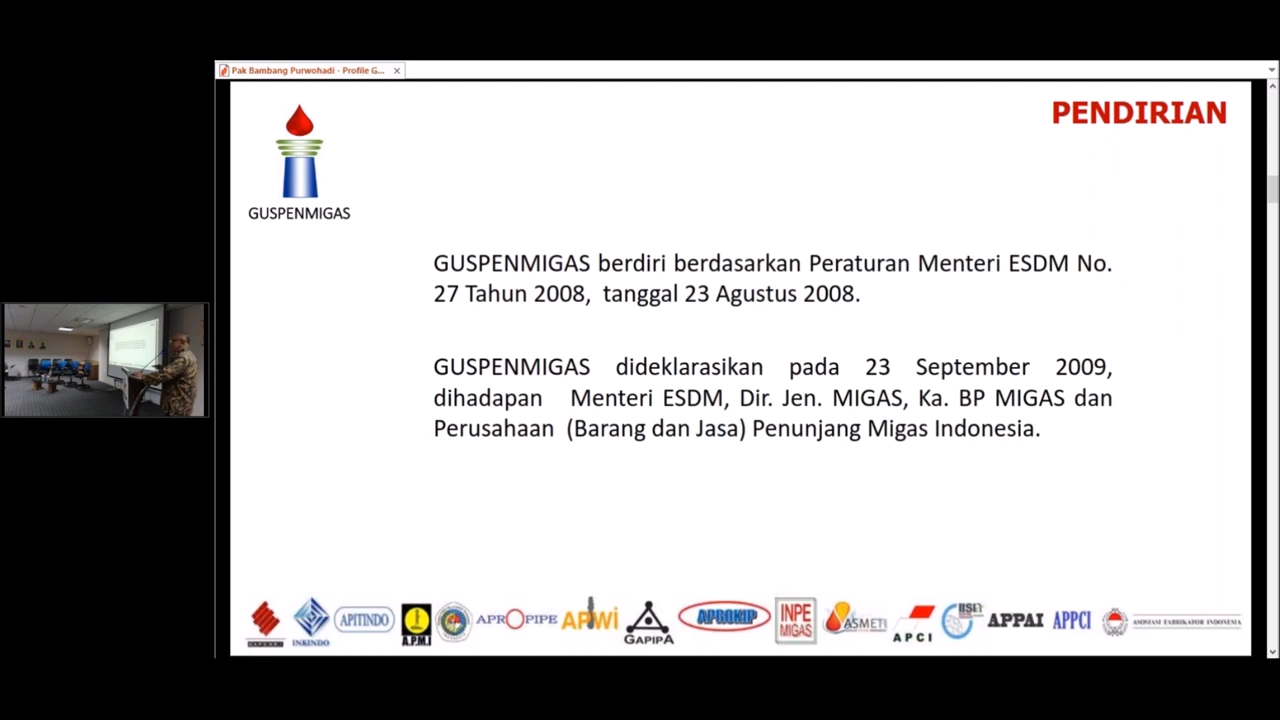 Pak Bambang Purwohadi - Profile G...
PENDIRIAN
GUSPENMIGAS
GUSPENMIGAS berdiri berdasarkan Peraturan Menteri ESDM No.
27 Tahun 2008, tanggal 23 Agustus 2008.
GUSPENMIGAS dideklarasikan pada 23 September 2009,
dihadapan Menteri ESDM, Dir. Jen. MIGAS, Ka. BP MIGAS dan
Perusahaan (Barang dan Jasa) Penunjang Migas Indonesia.
INKINDO
APITINDO
A.P.M.I
APROPIPE
APWi
GAPIPA
APROKIP
INPE
MIGAS
ASMETI
APCI
APPAI
APPCI
ASOSIASI FABRIKATOR INDONESIA